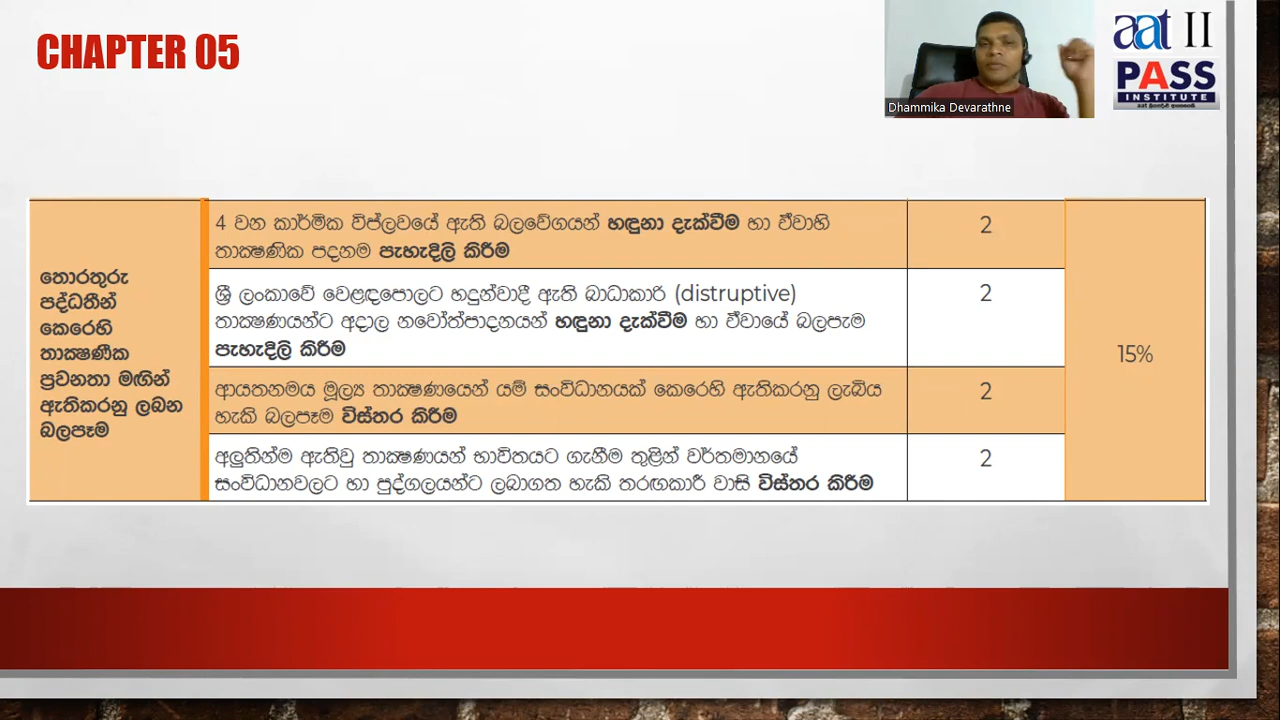 CHAPTER 05
Dhammika Devarathne
aat II
PASS
INSTITUTE
තොරතුරු
පද්ධතීන්
කෙරෙහි
තාක්ෂණික
ප්‍රවනතා මඟින්
ඇතිකරනු ලබන
බලපෑම
4 වන කාර්මික විප්ලවයේ ඇති බලවේගයන් හඳුනා දැක්වීම හා ඒවාහි
තාක්ෂණික පදනම පැහැදිලි කිරීම
2
ශ්‍රී ලංකාවේ වෙළඳපොලට හදුන්වාදී ඇති බාධාකාරි (distruptive)
තාක්ෂණයන්ට අදාල නවෝත්පාදනයන් හඳුනා දැක්වීම හා ඒවායේ බලපැම
පැහැදිලි කිරීම
2
ආයතනමය මූල්‍ය තාක්ෂණයෙන් යම් සංවිධානයක් කෙරෙහි ඇතිකරනු ලැබිය
හැකි බලපෑම විස්තර කිරීම
2
අලුතින්ම ඇතිවු තාක්ෂණයන් භාවිතයට ගැනීම තුළින් වර්තමානයේ
සංවිධානවලට හා පුද්ගලයන්ට ලබාගත හැකි තරඟකාරී වාසි විස්තර කිරීම
2
15%